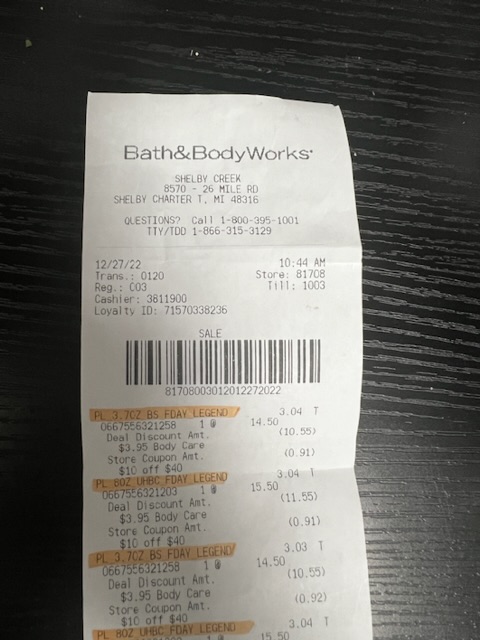 Bath&BodyWorks®
SHELBY CREEK
8570 - 26 MILE RD
SHELBY CHARTER T, MI 48316
QUESTIONS? Call 1-800-395-1001
TTY/TDD 1-866-315-3129
12/27/22 10:44 AM
Trans.: 0120 Store: 81708
Reg.: C03 Till: 1003
Cashier: 3811900
Loyalty ID: 71570338236
SALE
81708003012012272022
PL 3.7OZ BS FDAY LEGEND 3.04 T
0667556321258 1 @ 14.50
Deal Discount Amt. (10.55)
$3.95 Body Care
Store Coupon Amt. (0.91)
$10 off $40
PL 8OZ UHBC FDAY LEGEND 3.04 T
0667556321203 1 @ 15.50
Deal Discount Amt. (11.55)
$3.95 Body Care
Store Coupon Amt. (0.91)
$10 off $40
PL 3.7OZ BS FDAY LEGEND 3.03 T
0667556321258 1 @ 14.50
Deal Discount Amt. (10.55)
$3.95 Body Care
Store Coupon Amt. (0.92)
$10 off $40
PL 8OZ UHBC FDAY LEGEND 3.04 T
1 @ 15.50